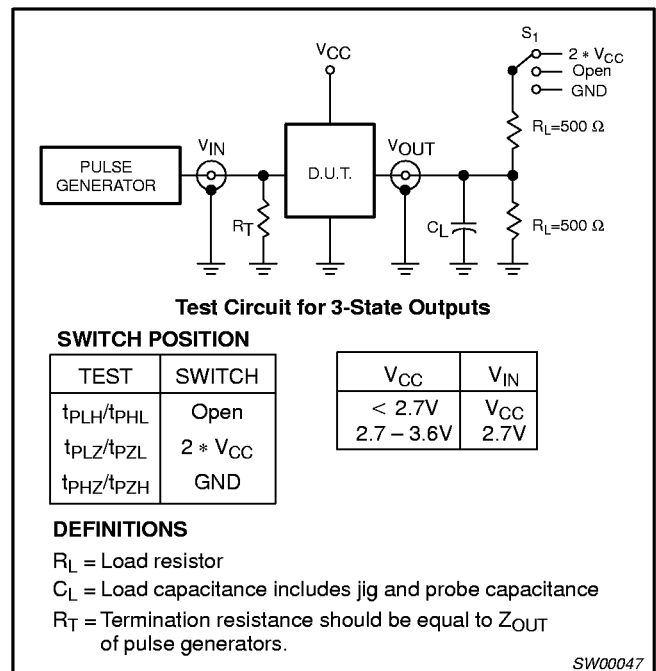 S1
2 * VCC
Open
GND
VCC
RL=500 Ω
VIN
VOUT
PULSE
GENERATOR
D.U.T.
RT
CL
RL=500 Ω
Test Circuit for 3-State Outputs
SWITCH POSITION
TEST SWITCH
tPLH/tPHL Open
tPLZ/tPZL 2 * VCC
tPHZ/tPZH GND
VCC VIN
< 2.7V VCC
2.7 – 3.6V 2.7V
DEFINITIONS
RL = Load resistor
CL = Load capacitance includes jig and probe capacitance
RT = Termination resistance should be equal to ZOUT
of pulse generators.
SW00047